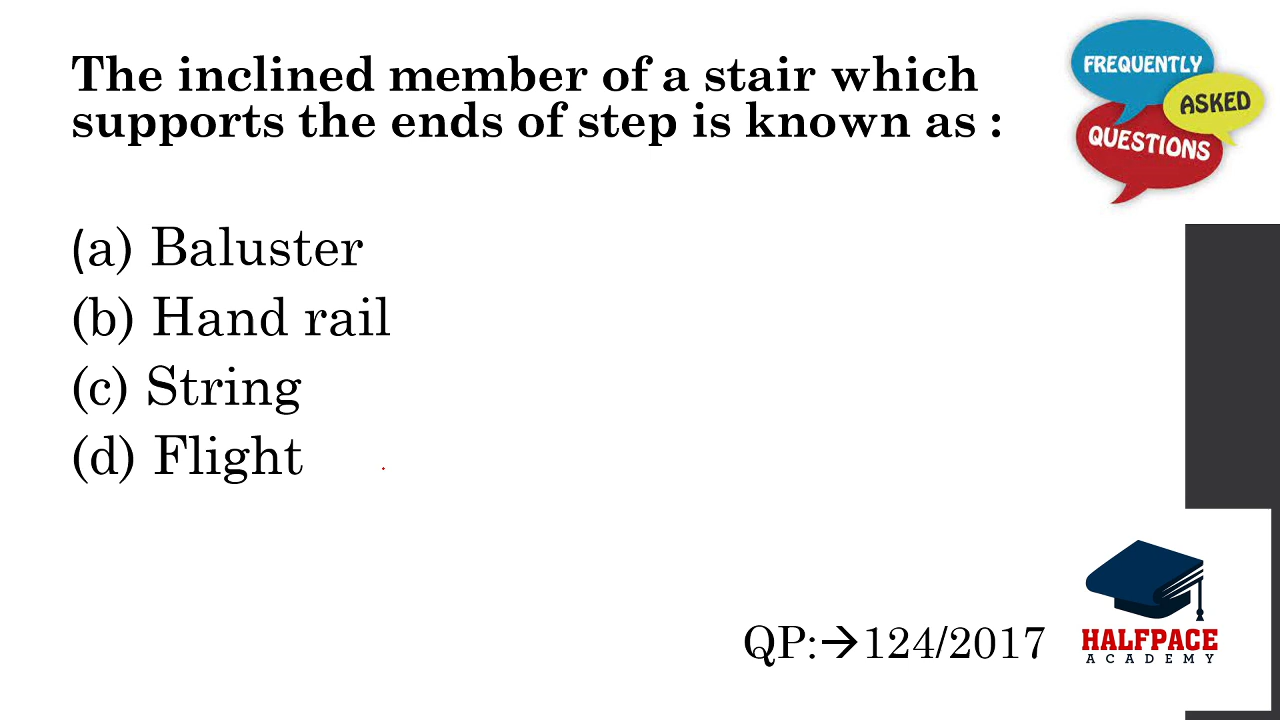 The inclined member of a stair which
supports the ends of step is known as :
FREQUENTLY
ASKED
QUESTIONS
(a) Baluster
(b) Hand rail
(c) String
(d) Flight
QP:→124/2017
HALFPACE
ACADEMY